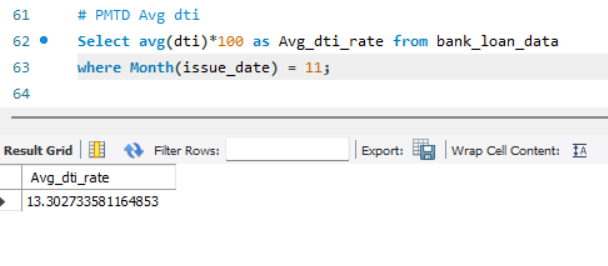 61 # PMTD Avg dti
62 Select avg(dti)*100 as Avg_dti_rate from bank_loan_data
63 where Month(issue_date) = 11;
64
Result Grid Filter Rows: Export: Wrap Cell Content: IA
Avg_dti_rate
13.302733581164853